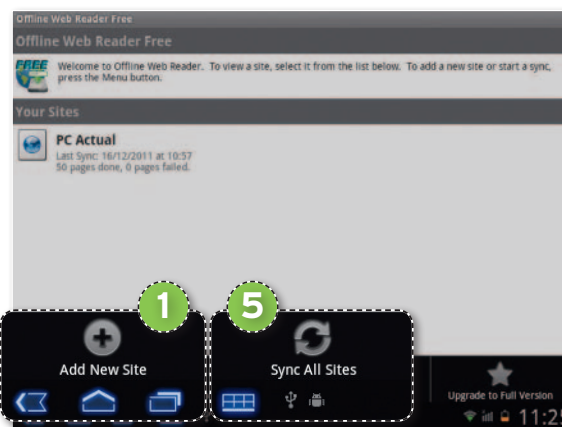 Offline Web Reader Free
Offline Web Reader Free
FREE
Welcome to Offline Web Reader. To view a site, select it from the list below. To add a new site or start a sync,
press the Menu button.
Your Sites
PC Actual
Last Sync: 16/12/2011 at 10:57
50 pages done, 0 pages failed.
1
5
Add New Site
Sync All Sites
Upgrade to Full Version
11:25